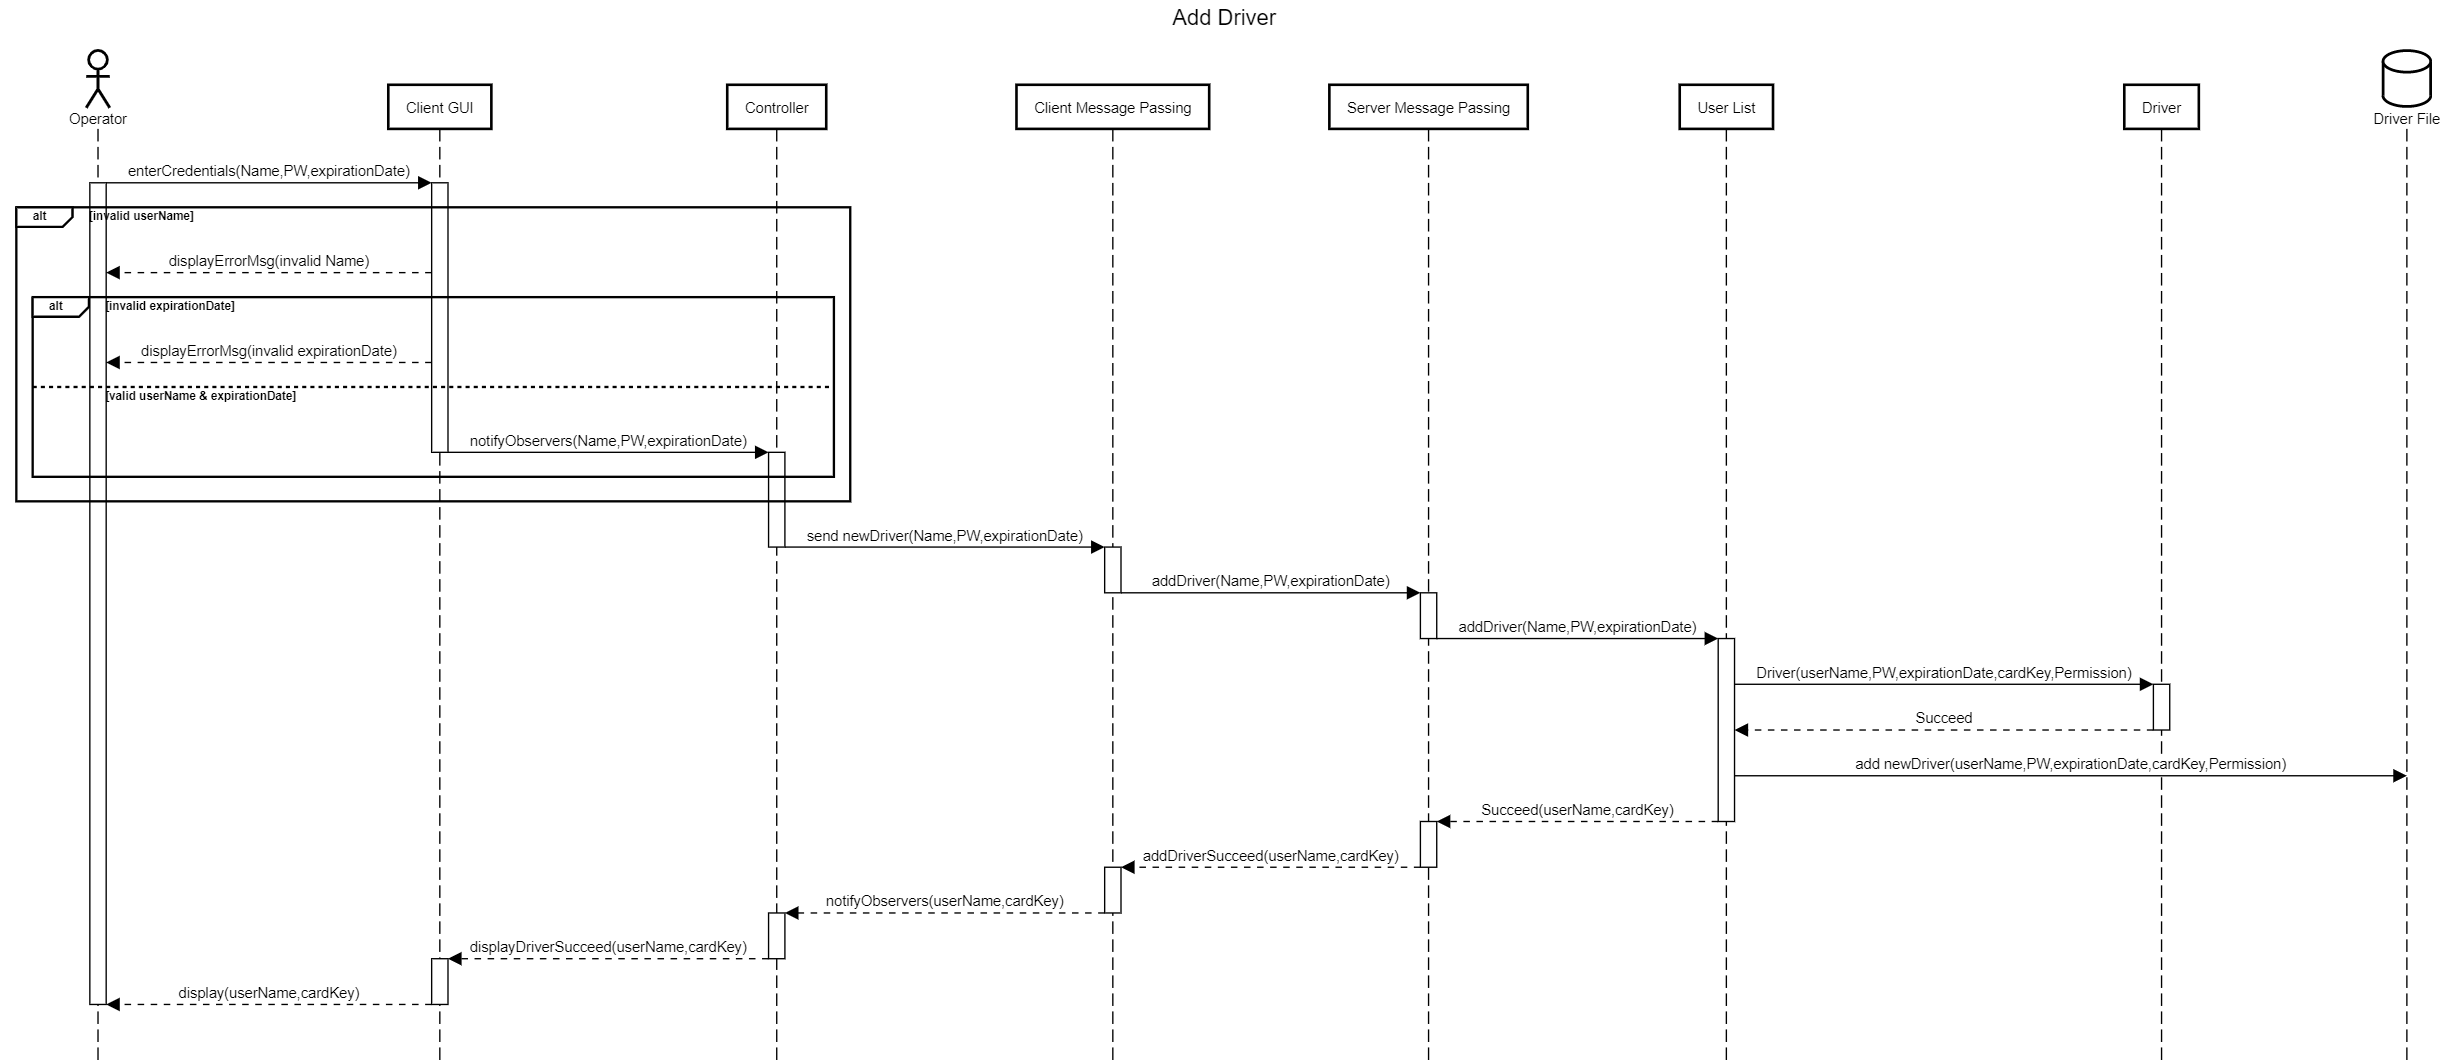 Add Driver
Operator
Client GUI
Controller
Client Message Passing
Server Message Passing
User List
Driver
Driver File
enterCredentials(Name,PW,expirationDate)
alt
[invalid userName]
displayErrorMsg(invalid Name)
alt
[invalid expirationDate]
displayErrorMsg(invalid expirationDate)
[valid userName & expirationDate]
notifyObservers(Name,PW,expirationDate)
send newDriver(Name,PW,expirationDate)
addDriver(Name,PW,expirationDate)
addDriver(Name,PW,expirationDate)
Driver(userName,PW,expirationDate,cardKey,Permission)
Succeed
add newDriver(userName,PW,expirationDate,cardKey,Permission)
Succeed(userName,cardKey)
addDriverSucceed(userName,cardKey)
notifyObservers(userName,cardKey)
displayDriverSucceed(userName,cardKey)
display(userName,cardKey)